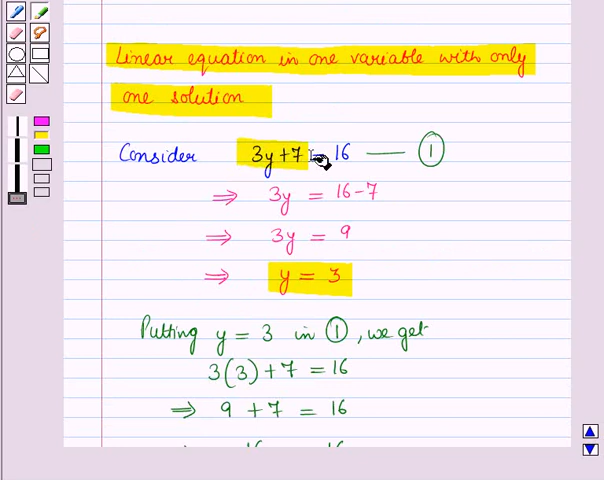 Linear equation in one variable with only
one solution
Consider 3y+7 = 16 —— ①
⇒ 3y = 16-7
⇒ 3y = 9
⇒ y = 3
Putting y = 3 in ①, we get
3(3)+7 = 16
⇒ 9 + 7 = 16